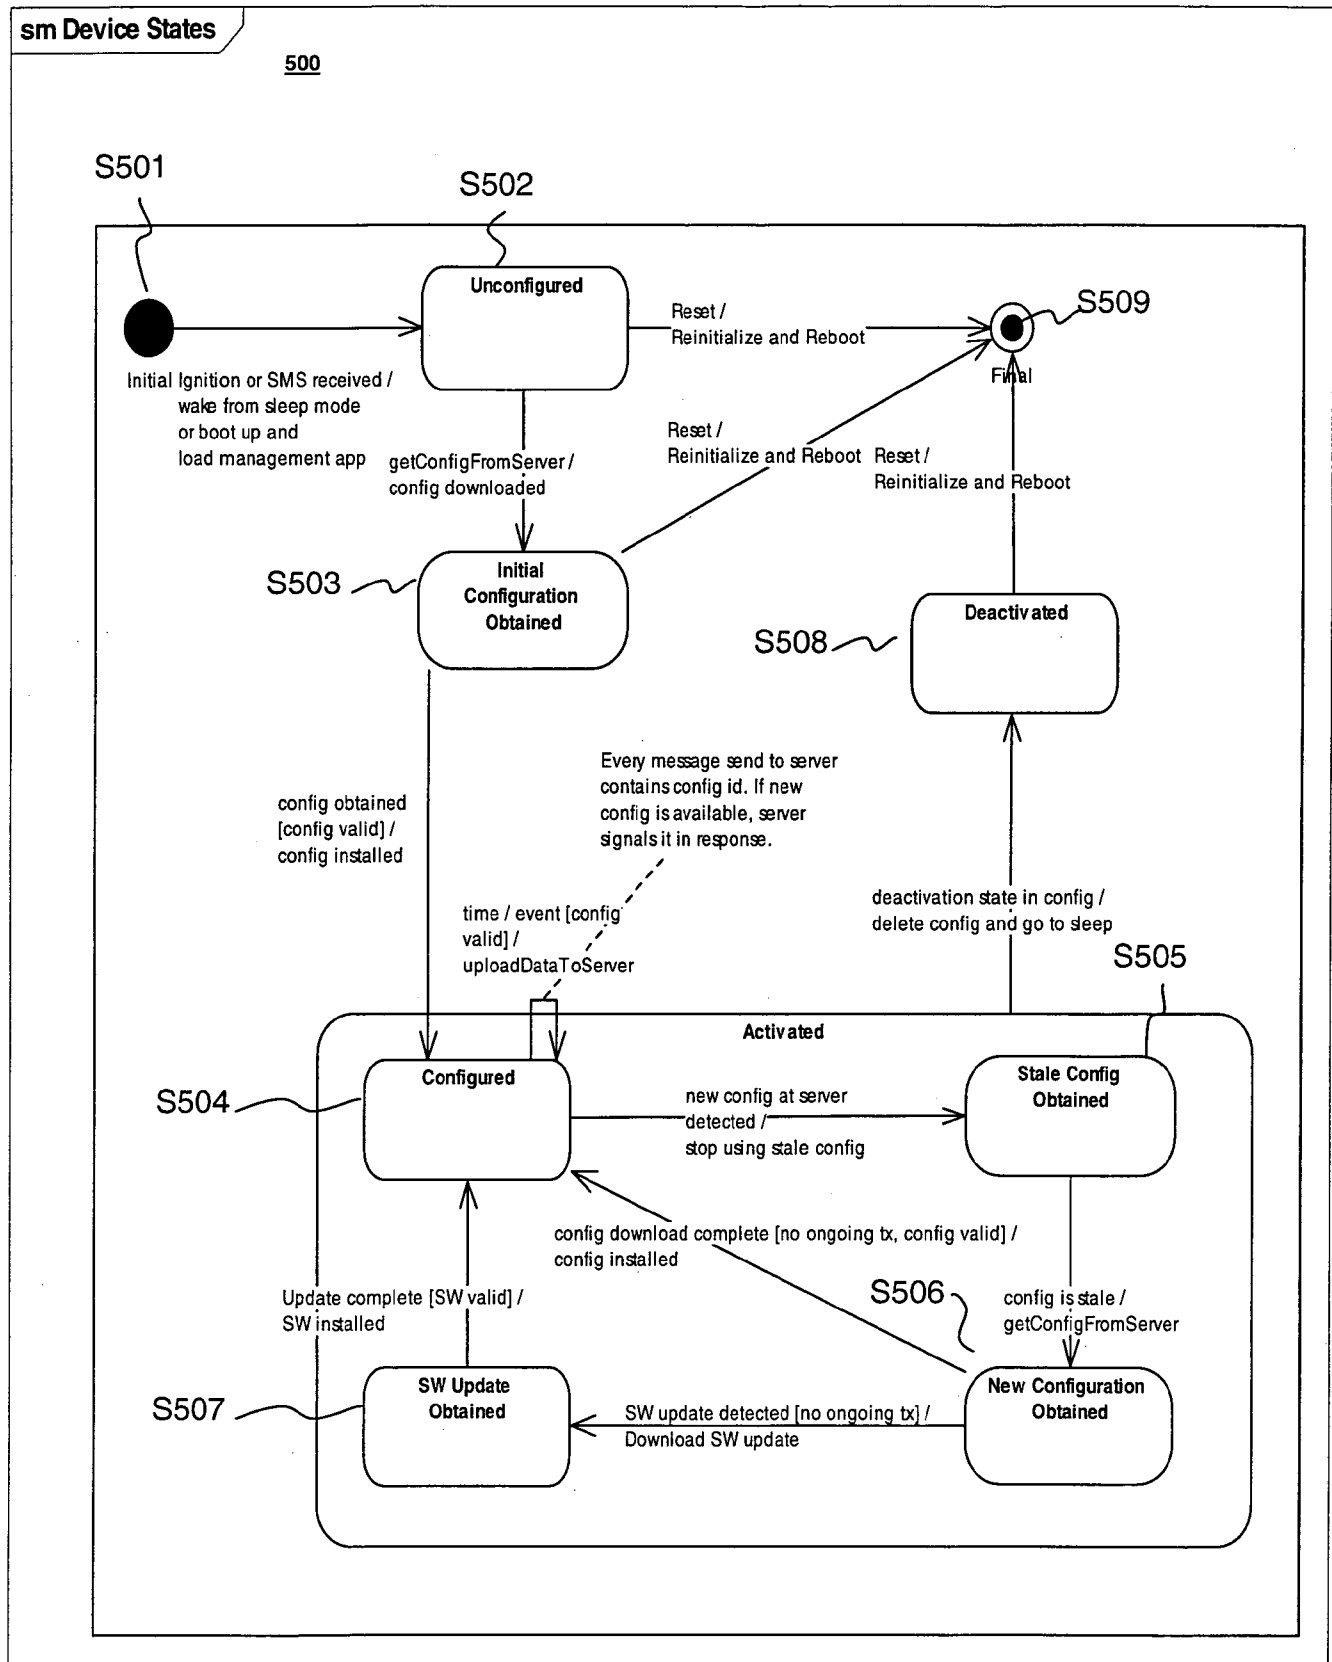 sm Device States
500
S501
S502
Unconfigured
S509
Reset /
Reinitialize and Reboot
Final
Initial Ignition or SMS received /
wake from sleep mode
or boot up and
load management app
getConfigFromServer /
config downloaded
Reset /
Reinitialize and Reboot
Reset /
Reinitialize and Reboot
S503
Initial
Configuration
Obtained
S508
Deactivated
Every message send to server
contains config id. If new
config is available, server
signals it in response.
config obtained
[config valid] /
config installed
time / event [config
valid] /
uploadDataToServer
deactivation state in config /
delete config and go to sleep
S505
Activated
S504
Configured
new config at server
detected /
stop using stale config
Stale Config
Obtained
config download complete [no ongoing tx, config valid] /
config installed
S506
config is stale /
getConfigFromServer
Update complete [SW valid] /
SW installed
S507
SW Update
Obtained
SW update detected [no ongoing tx] /
Download SW update
New Configuration
Obtained